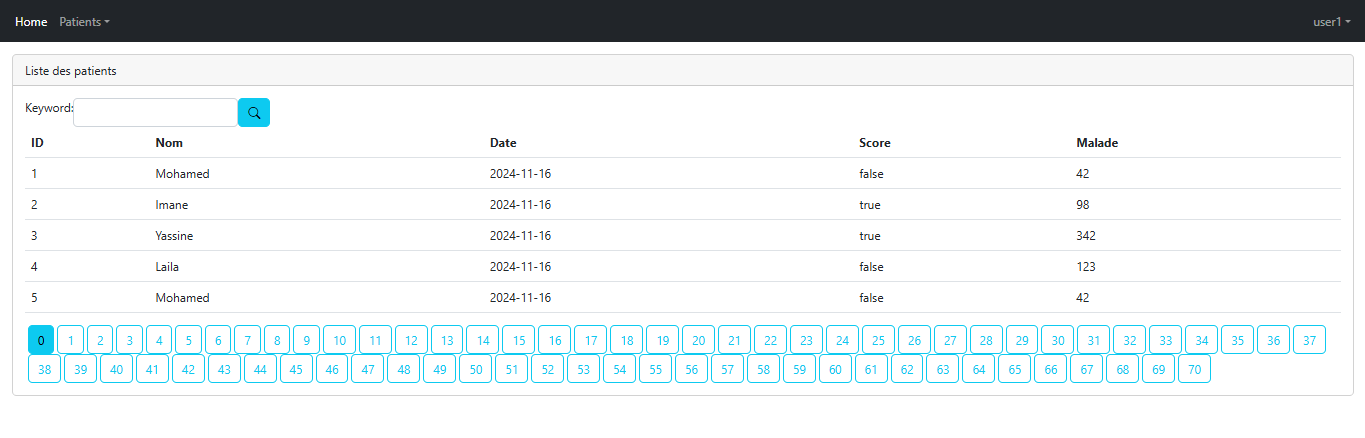 Home Patients user1
Liste des patients
Keyword:
ID Nom Date Score Malade
1 Mohamed 2024-11-16 false 42
2 Imane 2024-11-16 true 98
3 Yassine 2024-11-16 true 342
4 Laila 2024-11-16 false 123
5 Mohamed 2024-11-16 false 42
0 1 2 3 4 5 6 7 8 9 10 11 12 13 14 15 16 17 18 19 20 21 22 23 24 25 26 27 28 29 30 31 32 33 34 35 36 37
38 39 40 41 42 43 44 45 46 47 48 49 50 51 52 53 54 55 56 57 58 59 60 61 62 63 64 65 66 67 68 69 70